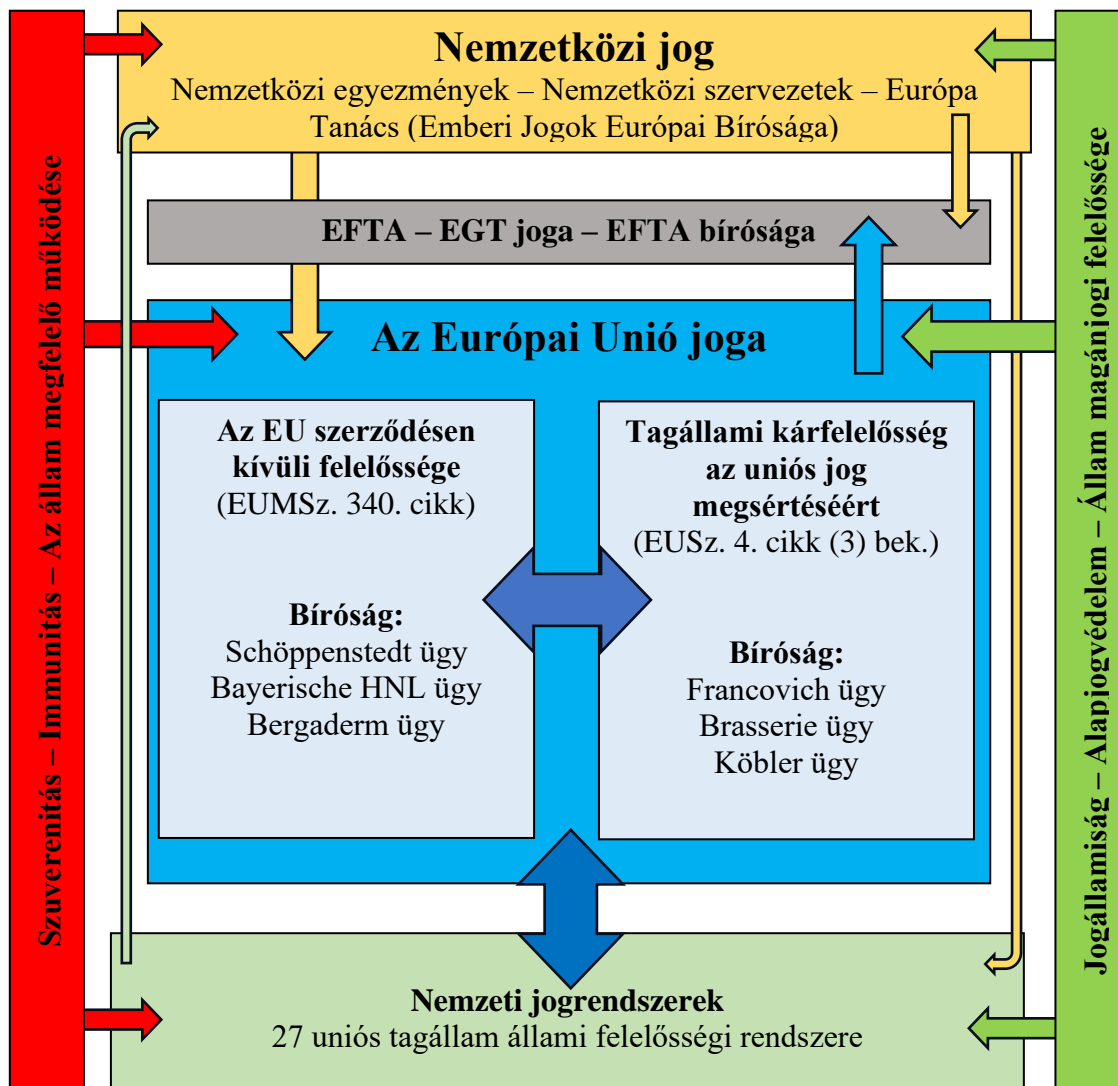 Szuverenitás – Immunitás – Az állam megfelelő működése
Nemzetközi jog
Nemzetközi egyezmények – Nemzetközi szervezetek – Európa
Tanács (Emberi Jogok Európai Bírósága)
EFTA – EGT joga – EFTA bírósága
Az Európai Unió joga
Az EU szerződésen
kívüli felelőssége
(EUMSz. 340. cikk)
Bíróság:
Schöppenstedt ügy
Bayerische HNL ügy
Bergaderm ügy
Tagállami kárfelelősség
az uniós jog
megsértéséért
(EUSz. 4. cikk (3) bek.)
Bíróság:
Francovich ügy
Brasserie ügy
Köbler ügy
Nemzeti jogrendszerek
27 uniós tagállam állami felelősségi rendszere
Jogállamiság – Alapjogvédelem – Állam magánjogi felelőssége